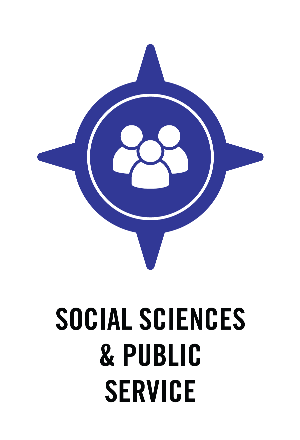 SOCIAL SCIENCES
& PUBLIC
SERVICE